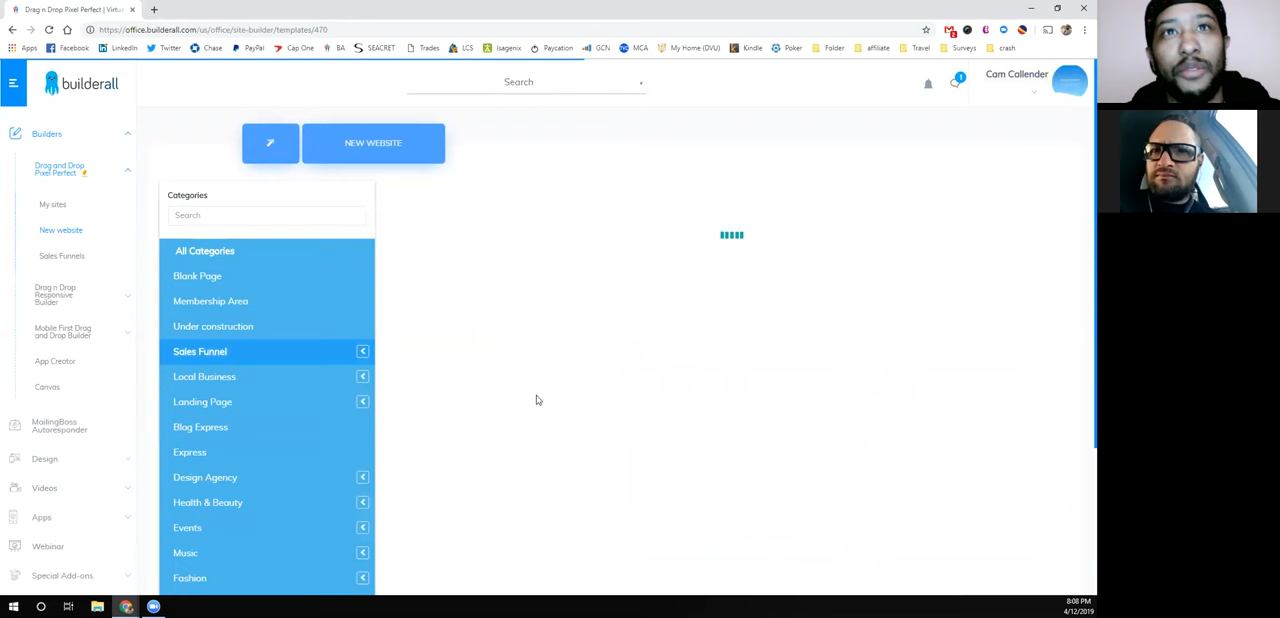 Drag n Drop Pixel Perfect | Virtu
https://office.builderall.com/us/office/site-builder/templates/470
Apps Facebook LinkedIn Twitter Chase PayPal Cap One BA SEACRET Trades LCS Isagenix Paycation GCN MCA My Home (DVU) Kindle Poker Folder affiliate Travel Surveys crash
builderall
Search
1
Cam Callender
Builders
Drag and Drop
Pixel Perfect
My sites
New website
Sales Funnels
Drag n Drop
Responsive
Builder
Mobile First Drag
and Drop Builder
App Creator
Canvas
MailingBoss
Autoresponder
Design
Videos
Apps
Webinar
Special Add-ons
NEW WEBSITE
Categories
Search
All Categories
Blank Page
Membership Area
Under construction
Sales Funnel
Local Business
Landing Page
Blog Express
Express
Design Agency
Health & Beauty
Events
Music
Fashion
8:08 PM
4/12/2019